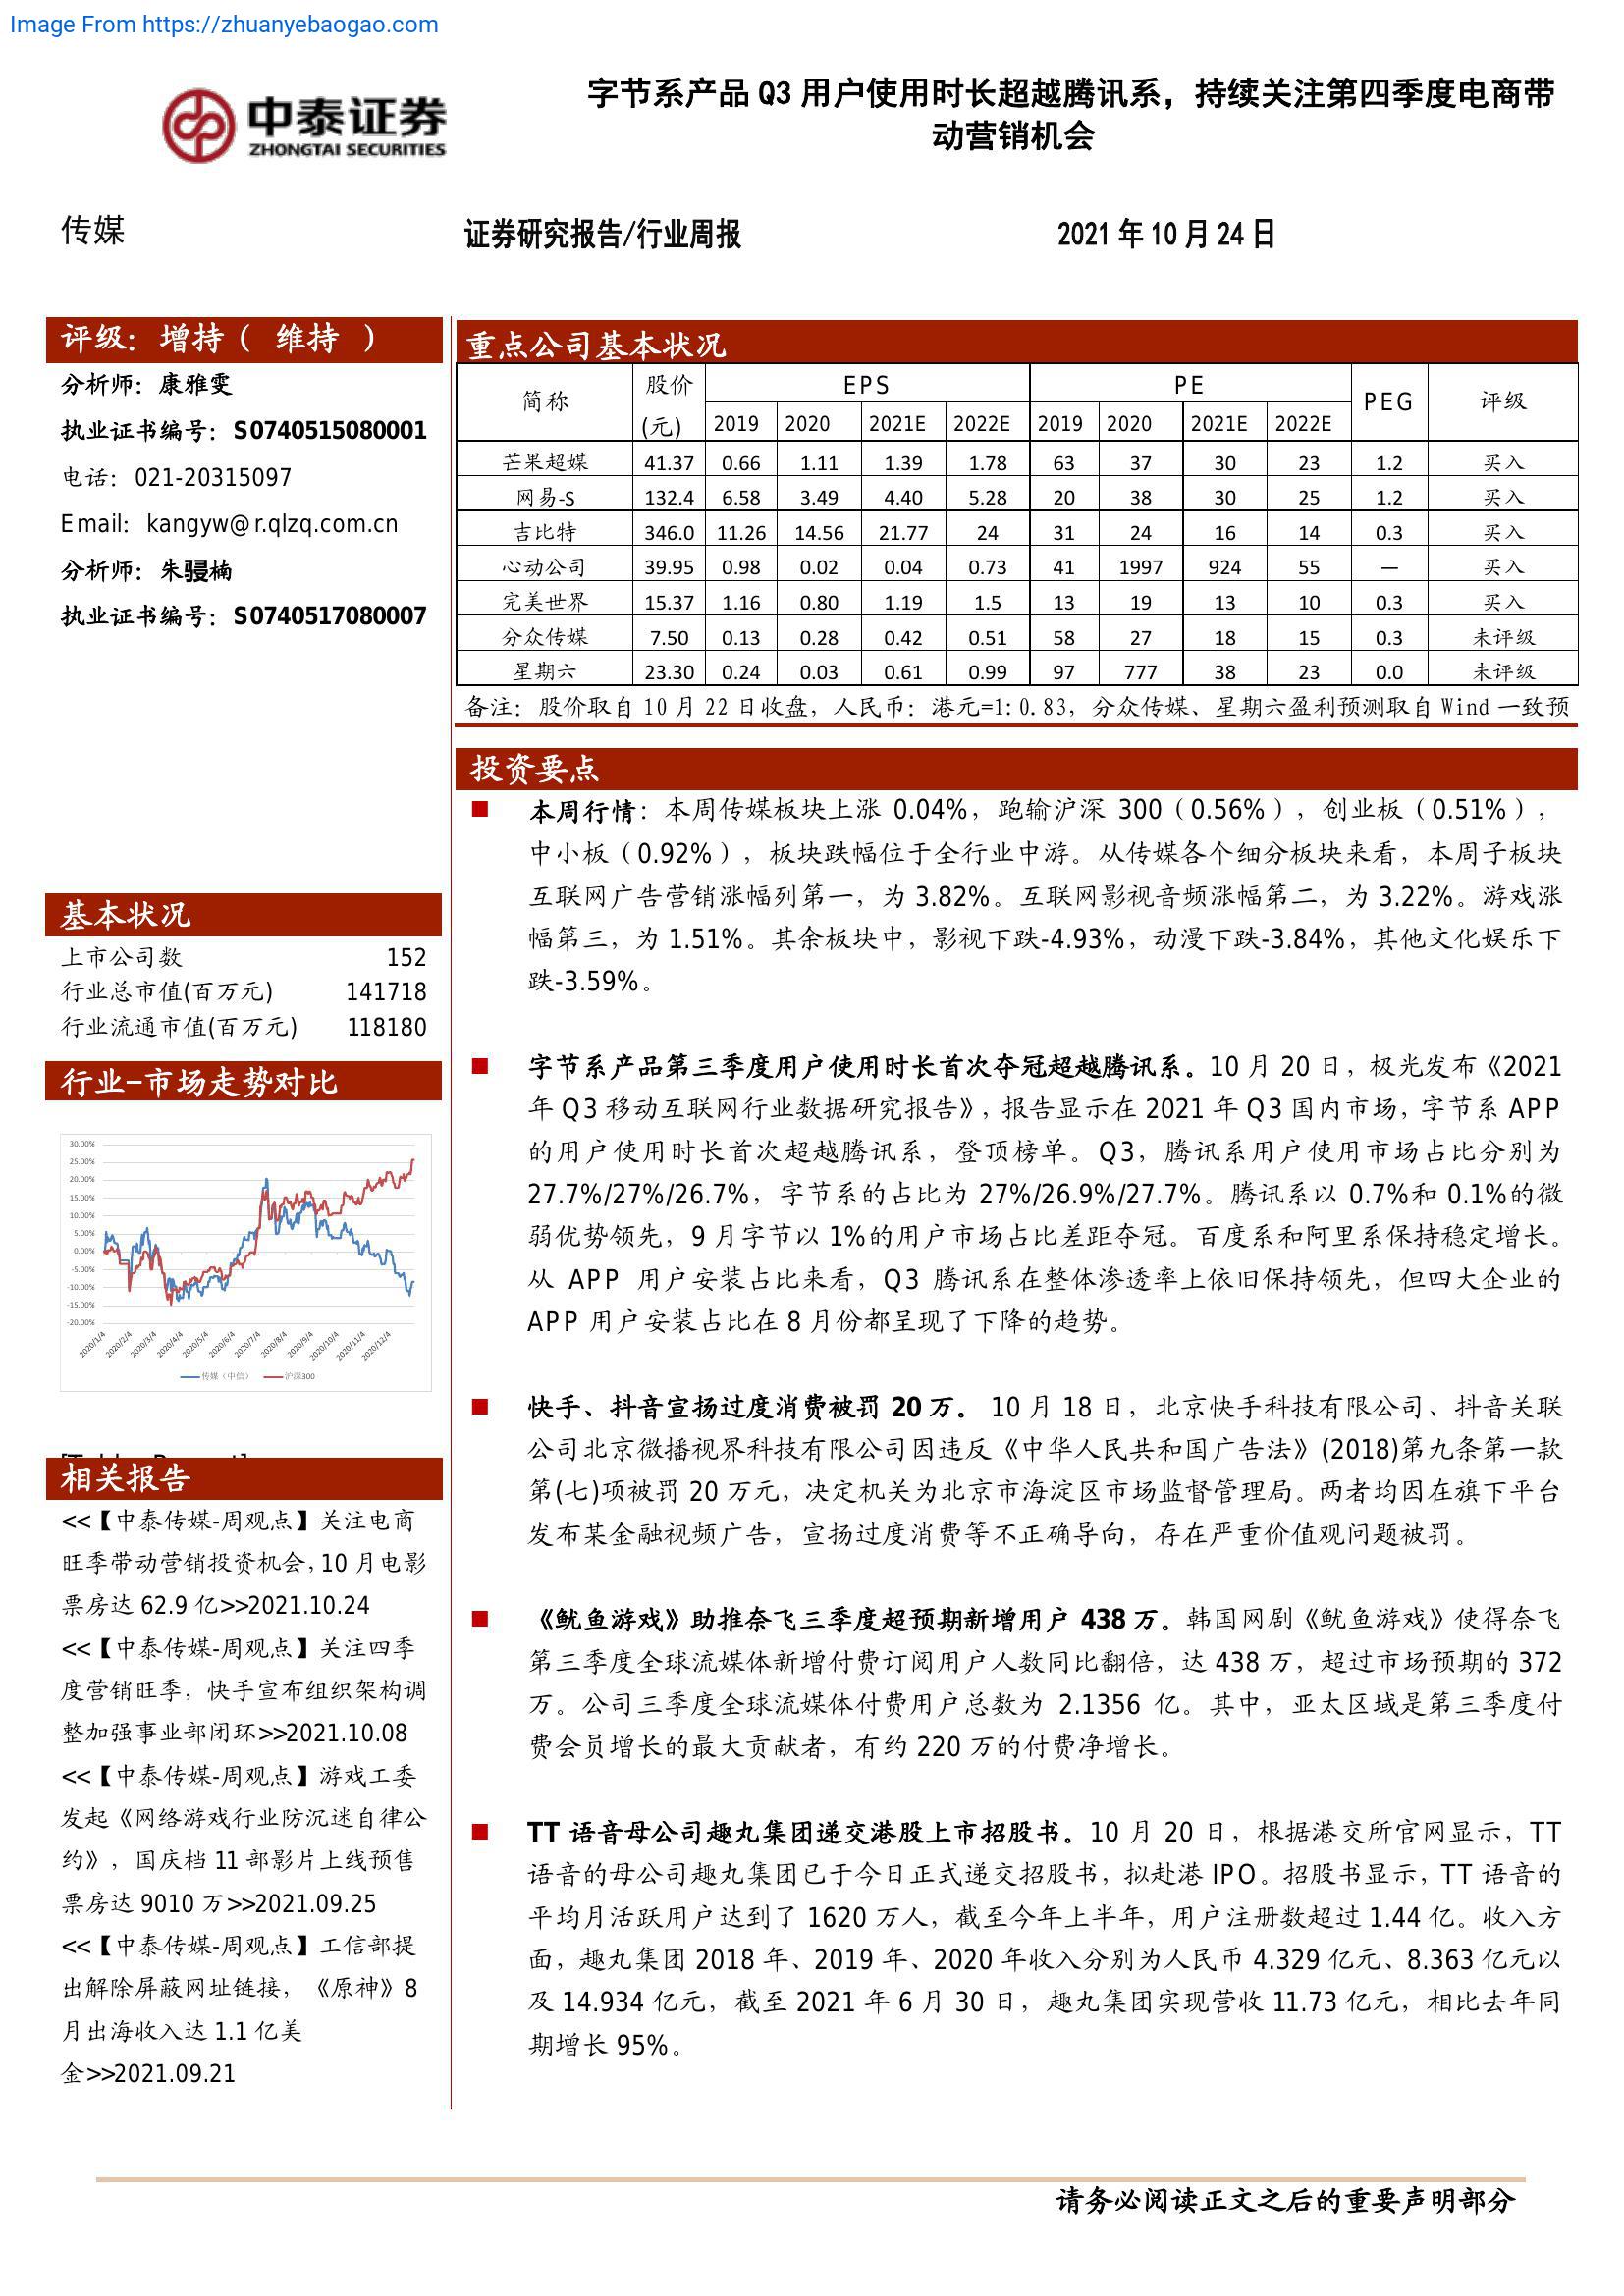 Image From https://zhuanyebaogao.com
中泰证券
ZHONGTAI SECURITIES
字节系产品 Q3 用户使用时长超越腾讯系，持续关注第四季度电商带
动营销机会
传媒
证券研究报告/行业周报
2021 年 10 月 24 日
评级：增持（ 维持 ）
分析师：康雅雯
执业证书编号：S0740515080001
电话：021-20315097
Email：kangyw@r.qlzq.com.cn
分析师：朱骎楠
执业证书编号：S0740517080007
基本状况
上市公司数 152
行业总市值(百万元) 141718
行业流通市值(百万元) 118180
行业-市场走势对比
30.00%
25.00%
20.00%
15.00%
10.00%
5.00%
0.00%
-5.00%
-10.00%
-15.00%
-20.00%
2020/1/4 2020/2/4 2020/3/4 2020/4/4 2020/5/4 2020/6/4 2020/7/4 2020/8/4 2020/9/4 2020/10/4 2020/11/4 2020/12/4
传媒（中信） 沪深300
相关报告
<<【中泰传媒-周观点】关注电商
旺季带动营销投资机会,10 月电影
票房达 62.9 亿>>2021.10.24
<<【中泰传媒-周观点】关注四季
度营销旺季，快手宣布组织架构调
整加强事业部闭环>>2021.10.08
<<【中泰传媒-周观点】游戏工委
发起《网络游戏行业防沉迷自律公
约》，国庆档 11 部影片上线预售
票房达 9010 万>>2021.09.25
<<【中泰传媒-周观点】工信部提
出解除屏蔽网址链接，《原神》8
月出海收入达 1.1 亿美
金>>2021.09.21
重点公司基本状况
简称 股价(元) EPS PE PEG 评级
2019 2020 2021E 2022E 2019 2020 2021E 2022E
芒果超媒 41.37 0.66 1.11 1.39 1.78 63 37 30 23 1.2 买入
网易-S 132.4 6.58 3.49 4.40 5.28 20 38 30 25 1.2 买入
吉比特 346.0 11.26 14.56 21.77 24 31 24 16 14 0.3 买入
心动公司 39.95 0.98 0.02 0.04 0.73 41 1997 924 55 — 买入
完美世界 15.37 1.16 0.80 1.19 1.5 13 19 13 10 0.3 买入
分众传媒 7.50 0.13 0.28 0.42 0.51 58 27 18 15 0.3 未评级
星期六 23.30 0.24 0.03 0.61 0.99 97 777 38 23 0.0 未评级
备注：股价取自 10 月 22 日收盘，人民币：港元=1:0.83，分众传媒、星期六盈利预测取自 Wind 一致预
投资要点
本周行情：本周传媒板块上涨 0.04%，跑输沪深 300（0.56%），创业板（0.51%），
中小板（0.92%），板块跌幅位于全行业中游。从传媒各个细分板块来看，本周子板块
互联网广告营销涨幅列第一，为 3.82%。互联网影视音频涨幅第二，为 3.22%。游戏涨
幅第三，为 1.51%。其余板块中，影视下跌-4.93%，动漫下跌-3.84%，其他文化娱乐下
跌-3.59%。
字节系产品第三季度用户使用时长首次夺冠超越腾讯系。10 月 20 日，极光发布《2021
年 Q3 移动互联网行业数据研究报告》，报告显示在 2021 年 Q3 国内市场，字节系 APP
的用户使用时长首次超越腾讯系，登顶榜单。Q3，腾讯系用户使用市场占比分别为
27.7%/27%/26.7%，字节系的占比为 27%/26.9%/27.7%。腾讯系以 0.7%和 0.1%的微
弱优势领先，9 月字节以 1%的用户市场占比差距夺冠。百度系和阿里系保持稳定增长。
从 APP 用户安装占比来看，Q3 腾讯系在整体渗透率上依旧保持领先，但四大企业的
APP 用户安装占比在 8 月份都呈现了下降的趋势。
快手、抖音宣扬过度消费被罚 20 万。 10 月 18 日，北京快手科技有限公司、抖音关联
公司北京微播视界科技有限公司因违反《中华人民共和国广告法》(2018)第九条第一款
第(七)项被罚 20 万元，决定机关为北京市海淀区市场监督管理局。两者均因在旗下平台
发布某金融视频广告，宣扬过度消费等不正确导向，存在严重价值观问题被罚。
《鱿鱼游戏》助推奈飞三季度超预期新增用户 438 万。韩国网剧《鱿鱼游戏》使得奈飞
第三季度全球流媒体新增付费订阅用户人数同比翻倍，达 438 万，超过市场预期的 372
万。公司三季度全球流媒体付费用户总数为 2.1356 亿。其中，亚太区域是第三季度付
费会员增长的最大贡献者，有约 220 万的付费净增长。
TT 语音母公司趣丸集团递交港股上市招股书。10 月 20 日，根据港交所官网显示，TT
语音的母公司趣丸集团已于今日正式递交招股书，拟赴港 IPO。招股书显示，TT 语音的
平均月活跃用户达到了 1620 万人，截至今年上半年，用户注册数超过 1.44 亿。收入方
面，趣丸集团 2018 年、2019 年、2020 年收入分别为人民币 4.329 亿元、8.363 亿元以
及 14.934 亿元，截至 2021 年 6 月 30 日，趣丸集团实现营收 11.73 亿元，相比去年同
期增长 95%。
请务必阅读正文之后的重要声明部分